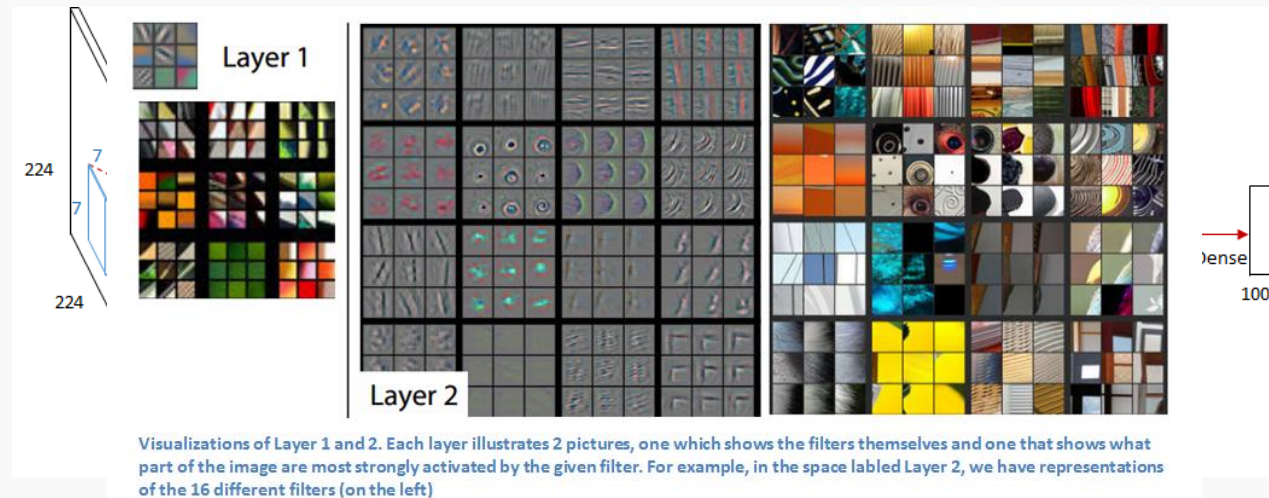 Layer 1
7
224
7
224
Layer 2
100
Visualizations of Layer 1 and 2. Each layer illustrates 2 pictures, one which shows the filters themselves and one that shows what
part of the image are most strongly activated by the given filter. For example, in the space labled Layer 2, we have representations
of the 16 different filters (on the left)